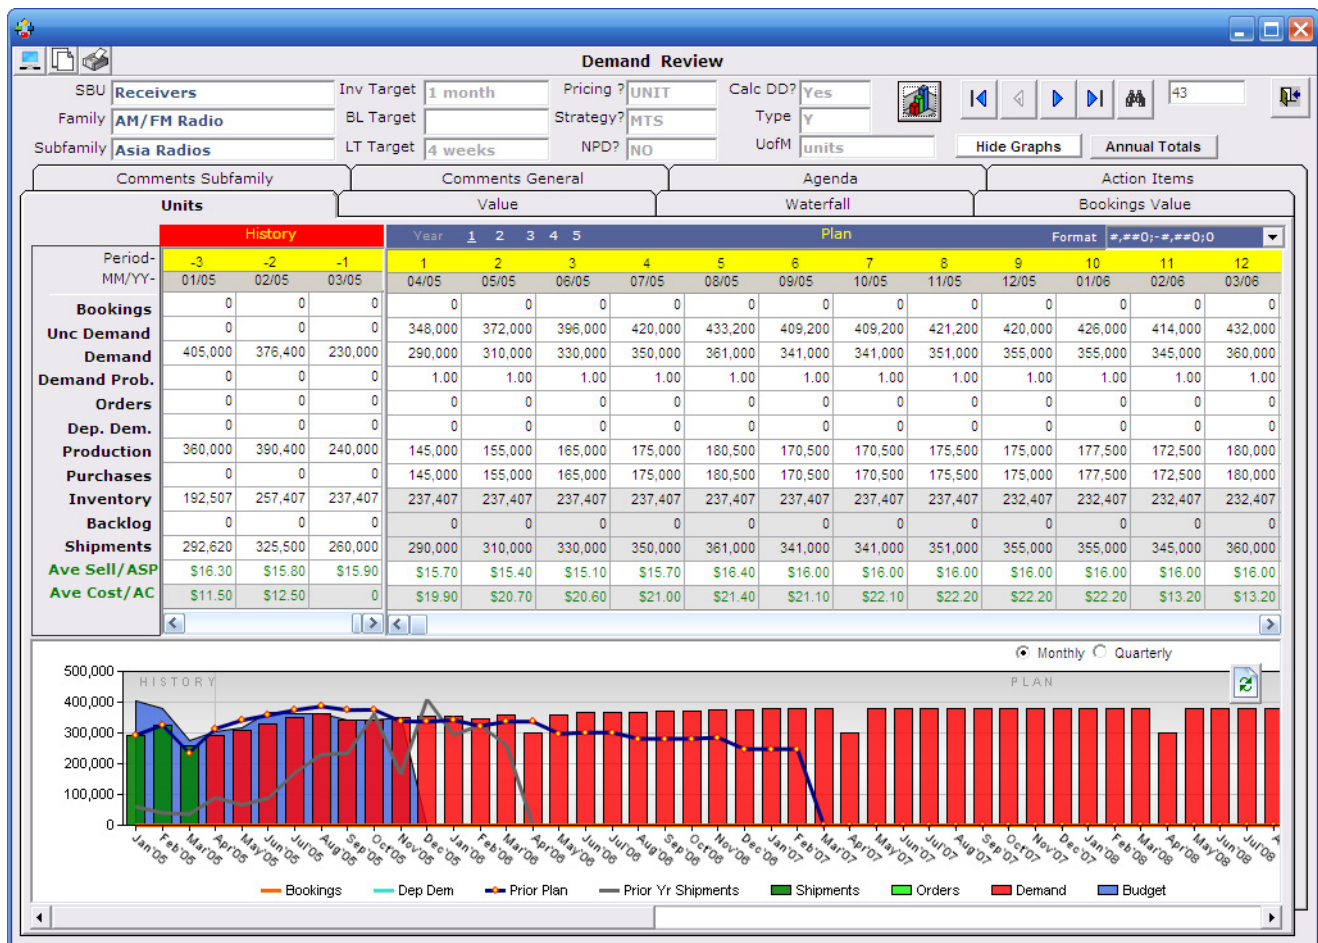 Demand Review
SBU Receivers Inv Target 1 month Pricing ? UNIT Calc DD? Yes 43
Family AM/FM Radio BL Target Strategy? MTS Type Y
Subfamily Asia Radios LT Target 4 weeks NPD? NO UofM units Hide Graphs Annual Totals
Comments Subfamily Comments General Agenda Action Items
Units Value Waterfall Bookings Value
History Year 1 2 3 4 5 Plan Format #,##0;-#,##0;0
Period- -3 -2 -1 1 2 3 4 5 6 7 8 9 10 11 12
MM/YY- 01/05 02/05 03/05 04/05 05/05 06/05 07/05 08/05 09/05 10/05 11/05 12/05 01/06 02/06 03/06
Bookings 0 0 0 0 0 0 0 0 0 0 0 0 0 0 0
Unc Demand 0 0 0 348,000 372,000 396,000 420,000 433,200 409,200 409,200 421,200 420,000 426,000 414,000 432,000
Demand 405,000 376,400 230,000 290,000 310,000 330,000 350,000 361,000 341,000 341,000 351,000 355,000 355,000 345,000 360,000
Demand Prob. 0 0 0 1.00 1.00 1.00 1.00 1.00 1.00 1.00 1.00 1.00 1.00 1.00 1.00
Orders 0 0 0 0 0 0 0 0 0 0 0 0 0 0 0
Dep. Dem. 0 0 0 0 0 0 0 0 0 0 0 0 0 0 0
Production 360,000 390,400 240,000 145,000 155,000 165,000 175,000 180,500 170,500 170,500 175,500 175,000 177,500 172,500 180,000
Purchases 0 0 0 145,000 155,000 165,000 175,000 180,500 170,500 170,500 175,500 175,000 177,500 172,500 180,000
Inventory 192,507 257,407 237,407 237,407 237,407 237,407 237,407 237,407 237,407 237,407 237,407 232,407 232,407 232,407 232,407
Backlog 0 0 0 0 0 0 0 0 0 0 0 0 0 0 0
Shipments 292,620 325,500 260,000 290,000 310,000 330,000 350,000 361,000 341,000 341,000 351,000 355,000 355,000 345,000 360,000
Ave Sell/ASP $16.30 $15.80 $15.90 $15.70 $15.40 $15.10 $15.70 $16.40 $16.00 $16.00 $16.00 $16.00 $16.00 $16.00 $16.00
Ave Cost/AC $11.50 $12.50 0 $19.90 $20.70 $20.60 $21.00 $21.40 $21.10 $22.10 $22.20 $22.20 $22.20 $13.20 $13.20
Monthly Quarterly
500,000
HISTORY PLAN
400,000
300,000
200,000
100,000
0
Jan'05 Feb'05 Mar'05 Apr'05 May'05 Jun'05 Jul'05 Aug'05 Sep'05 Oct'05 Nov'05 Dec'05 Jan'06 Feb'06 Mar'06 Apr'06 May'06 Jun'06 Jul'06 Aug'06 Sep'06 Oct'06 Nov'06 Dec'06 Jan'07 Feb'07 Mar'07 Apr'07 May'07 Jun'07 Jul'07 Aug'07 Sep'07 Oct'07 Nov'07 Dec'07 Jan'08 Feb'08 Mar'08 Apr'08 May'08 Jun'08 Jul'08 A
Bookings Dep Dem Prior Plan Prior Yr Shipments Shipments Orders Demand Budget